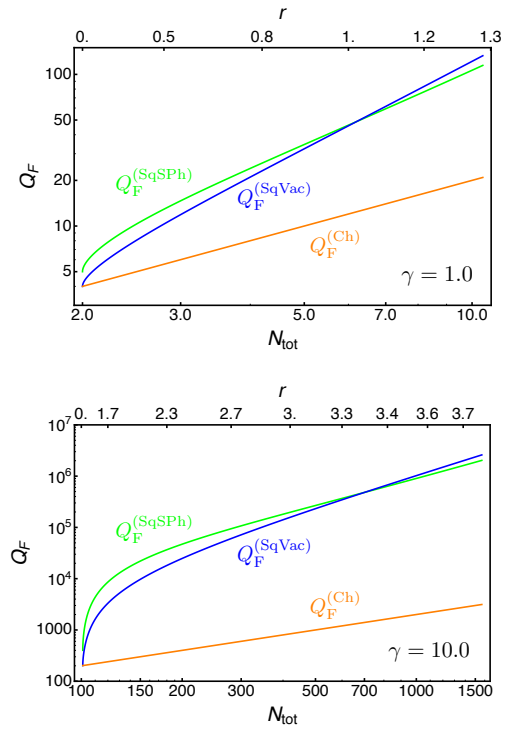 r
0. 0.5 0.8 1. 1.2 1.3
100
50
20
10
5
Q_F
Q_F^(SqSPh)
Q_F^(SqVac)
Q_F^(Ch)
γ = 1.0
2.0 3.0 5.0 7.0 10.0
N_tot
r
0. 1.7 2.3 2.7 3. 3.3 3.4 3.6 3.7
10^7
10^6
10^5
10^4
1000
100
Q_F
Q_F^(SqSPh)
Q_F^(SqVac)
Q_F^(Ch)
γ = 10.0
100 150 200 300 500 700 1000 1500
N_tot